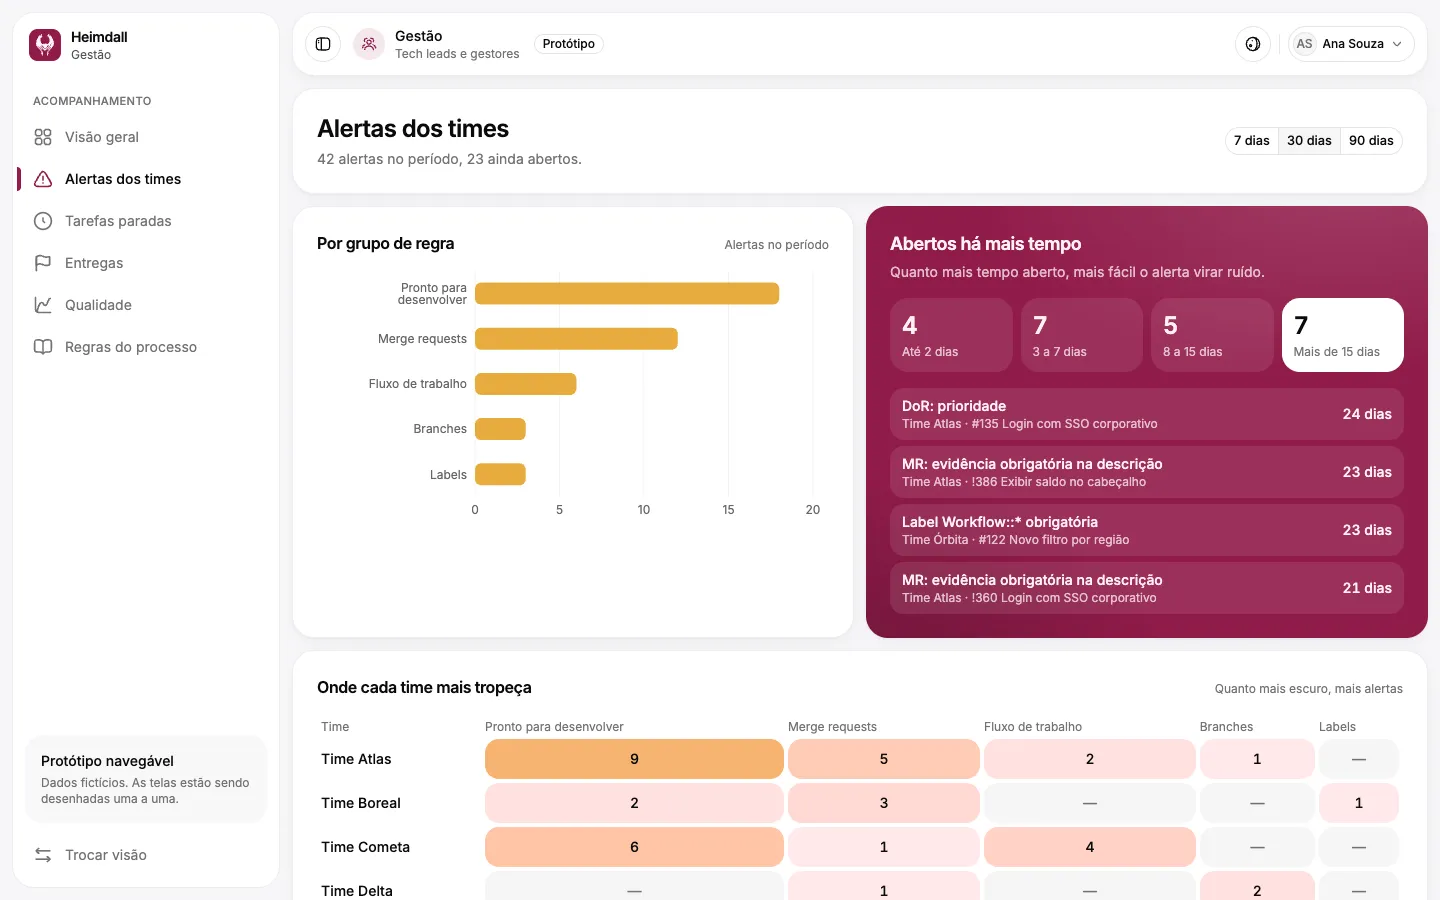 Heimdall
Gestão
ACOMPANHAMENTO
Visão geral
Alertas dos times
Tarefas paradas
Entregas
Qualidade
Regras do processo
Protótipo navegável
Dados fictícios. As telas estão sendo
desenhadas uma a uma.
Trocar visão
Gestão
Tech leads e gestores
Protótipo
AS Ana Souza
Alertas dos times
42 alertas no período, 23 ainda abertos.
7 dias 30 dias 90 dias
Por grupo de regra
Alertas no período
Pronto para
desenvolver
Merge requests
Fluxo de trabalho
Branches
Labels
0 5 10 15 20
Abertos há mais tempo
Quanto mais tempo aberto, mais fácil o alerta virar ruído.
4 7 5 7
Até 2 dias 3 a 7 dias 8 a 15 dias Mais de 15 dias
DoR: prioridade
Time Atlas · #135 Login com SSO corporativo
24 dias
MR: evidência obrigatória na descrição
Time Atlas · !386 Exibir saldo no cabeçalho
23 dias
Label Workflow::* obrigatória
Time Órbita · #122 Novo filtro por região
23 dias
MR: evidência obrigatória na descrição
Time Atlas · !360 Login com SSO corporativo
21 dias
Onde cada time mais tropeça
Quanto mais escuro, mais alertas
Time Pronto para desenvolver Merge requests Fluxo de trabalho Branches Labels
Time Atlas 9 5 2 1 —
Time Boreal 2 3 — — 1
Time Cometa 6 1 4 — —
Time Delta — 1 — 2 —